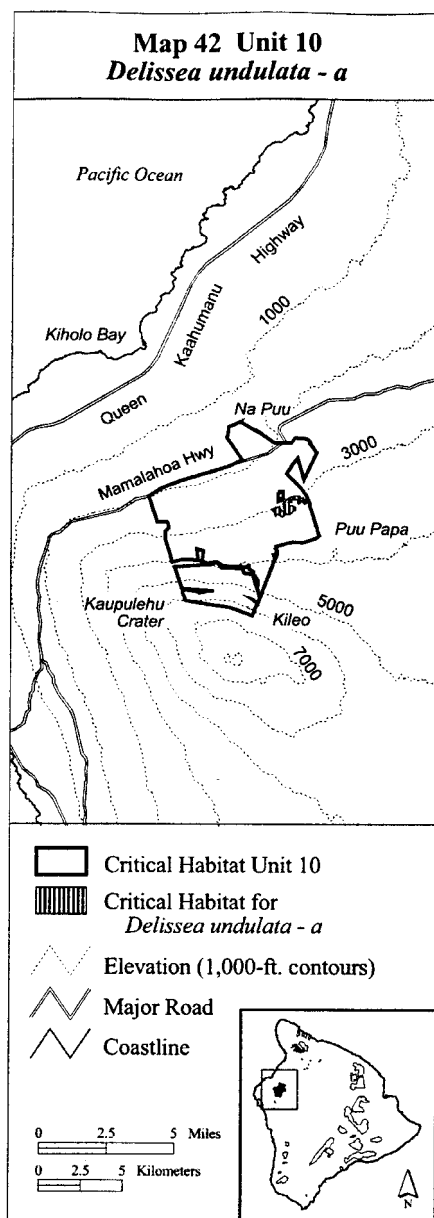 Map 42 Unit 10
Delissea undulata - a
Pacific Ocean
Highway
Kaahumanu
1000
Kiholo Bay
Queen
Na Puu
Mamalahoa Hwy
3000
Puu Papa
Kaupulehu
Crater
5000
Kileo
7000
Critical Habitat Unit 10
Critical Habitat for
Delissea undulata - a
Elevation (1,000-ft. contours)
Major Road
Coastline
0 2.5 5 Miles
0 2.5 5 Kilometers
N